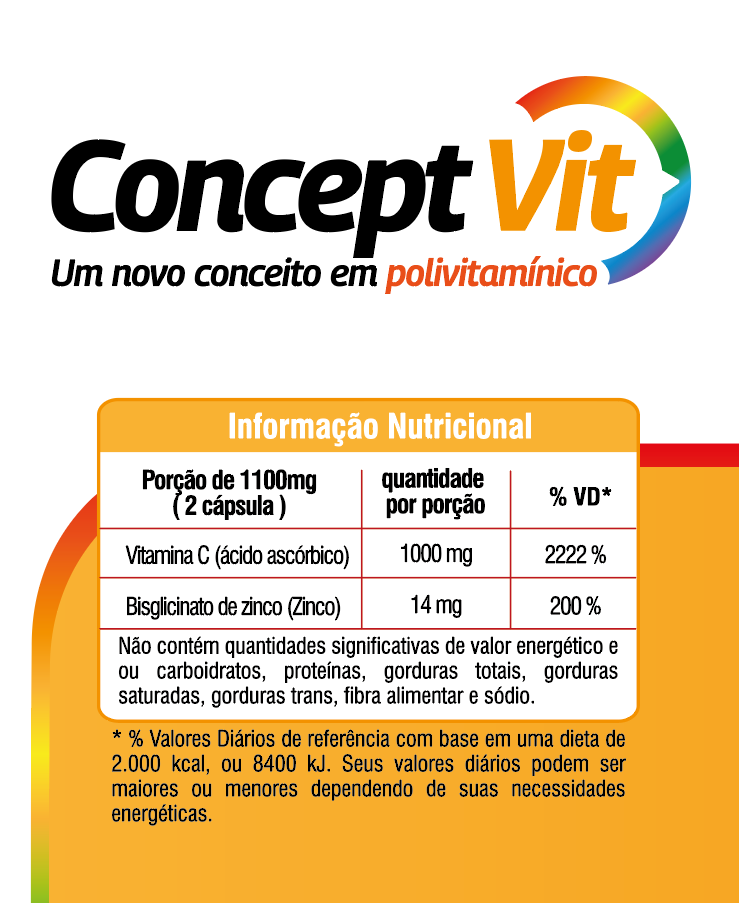 Concept Vit
Um novo conceito em polivitamínico
Informação Nutricional
Porção de 1100mg
( 2 cápsula )
quantidade
por porção
% VD*
Vitamina C (ácido ascórbico) 1000 mg 2222 %
Bisglicinato de zinco (Zinco) 14 mg 200 %
Não contém quantidades significativas de valor energético e
ou carboidratos, proteínas, gorduras totais, gorduras
saturadas, gorduras trans, fibra alimentar e sódio.
* % Valores Diários de referência com base em uma dieta de
2.000 kcal, ou 8400 kJ. Seus valores diários podem ser
maiores ou menores dependendo de suas necessidades
energéticas.